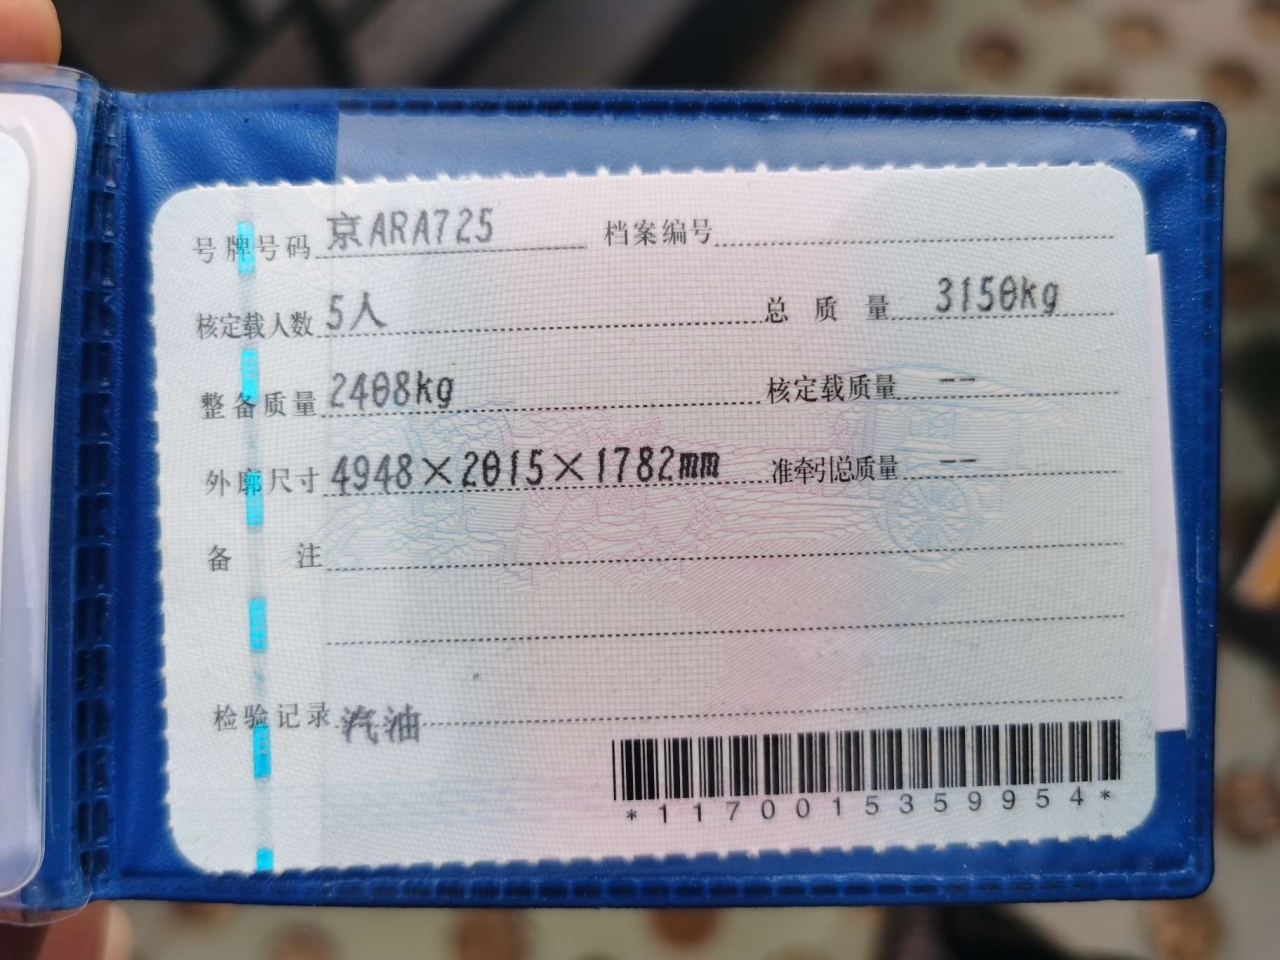 号牌号码 京ARA725 档案编号
核定载人数 5人 总质量 3150kg
整备质量 2408kg 核定载质量 --
外廓尺寸 4948×2015×1782mm 准牵引总质量 --
备注
检验记录 汽油
*1170015359954*